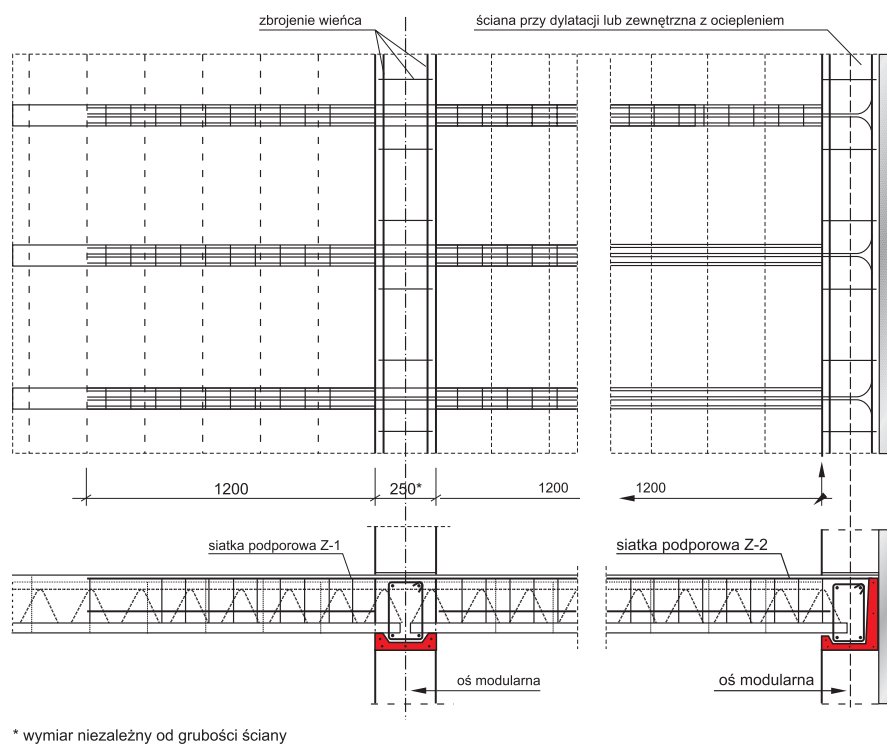 zbrojenie wieńca
ściana przy dylatacji lub zewnętrzna z ociepleniem
1200
250*
1200
1200
siatka podporowa Z-1
siatka podporowa Z-2
oś modularna
oś modularna
* wymiar niezależny od grubości ściany